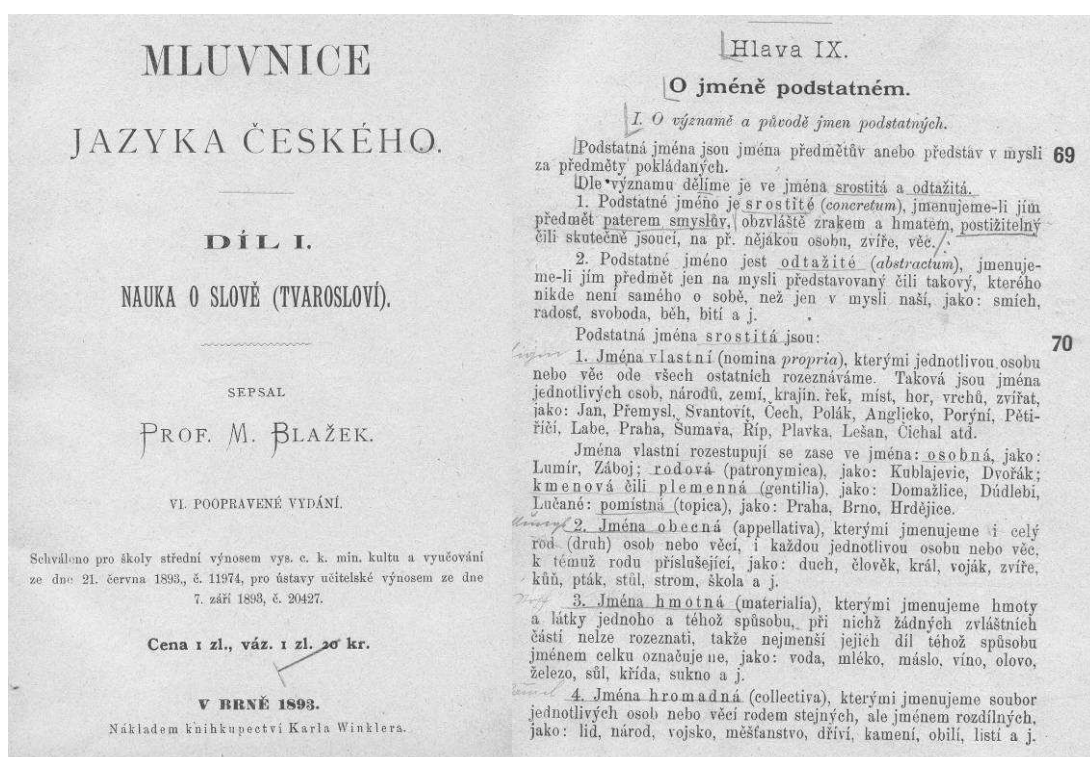 MLUVNICE
JAZYKA ČESKÉHO.
DÍL I.
NAUKA O SLOVĚ (TVAROSLOVÍ).
SEPSAL
PROF. M. BLAŽEK.
VI. POOPRAVENÉ VYDÁNÍ.
Schváleno pro školy střední výnosem vys. c. k. min. kultu a vyučování
ze dne 21. června 1893., č. 11974, pro ústavy učitelské výnosem ze dne
7. září 1893, č. 20427.
Cena 1 zl., váz. 1 zl. 20 kr.
V BRNĚ 1893.
Nákladem knihkupectví Karla Winklera.
Hlava IX.
O jméně podstatném.
I. O významě a původě jmen podstatných.
Podstatná jména jsou jména předmětův anebo představ v mysli 69
za předměty pokládaných.
Dle významu dělíme je ve jména srostitá a odtažitá.
1. Podstatné jméno je srostité (concretum), jmenujeme-li jím
předmět paterem smyslův, obzvláště zrakem a hmatem, postižitelný
čili skutečně jsoucí, na př. nějakou osobu, zvíře, věc.
2. Podstatné jméno jest odtažité (abstractum), jmenuje-
me-li jím předmět jen na mysli představovaný čili takový, kterého
nikde není samého o sobě, než jen v mysli naší, jako: smích,
radosť, svoboda, běh, bití a j.
Podstatná jména srostitá jsou: 70
1. Jména vlastní (nomina propria), kterými jednotlivou osobu
nebo věc ode všech ostatních rozeznáváme. Taková jsou jména
jednotlivých osob, národů, zemí, krajin, řek, míst, hor, vrchů, zvířat,
jako: Jan, Přemysl, Svantovít, Čech, Polák, Anglicko, Porýní, Pěti-
říčí, Labe, Praha, Šumava, Říp, Plavka, Lešan, Čichal atd.
Jména vlastní rozestupují se zase ve jména: osobná, jako:
Lumír, Záboj; rodová (patronymica), jako: Kublajevic, Dvořák;
kmenová čili plemenná (gentilia), jako: Domažlice, Dúdlebi,
Lučané: pomístná (topica), jako: Praha, Brno, Hrdějice.
2. Jména obecná (appellativa), kterými jmenujeme i celý
rod (druh) osob nebo věcí, i každou jednotlivou osobu nebo věc,
k témuž rodu příslušející, jako: duch, člověk, král, voják, zvíře,
kůň, pták, stůl, strom, škola a j.
3. Jména hmotná (materialia), kterými jmenujeme hmoty
a látky jednoho a téhož spůsobu, při nichž žádných zvláštních
částí nelze rozeznati, takže nejmenší jejich díl téhož spůsobu
jménem celku označuje ne, jako: voda, mléko, máslo, víno, olovo,
železo, sůl, křída, sukno a j.
4. Jména hromadná (collectiva), kterými jmenujeme soubor
jednotlivých osob nebo věcí rodem stejných, ale jménem rozdílných,
jako: lid, národ, vojsko, měšťanstvo, dříví, kamení, obilí, listí a j.